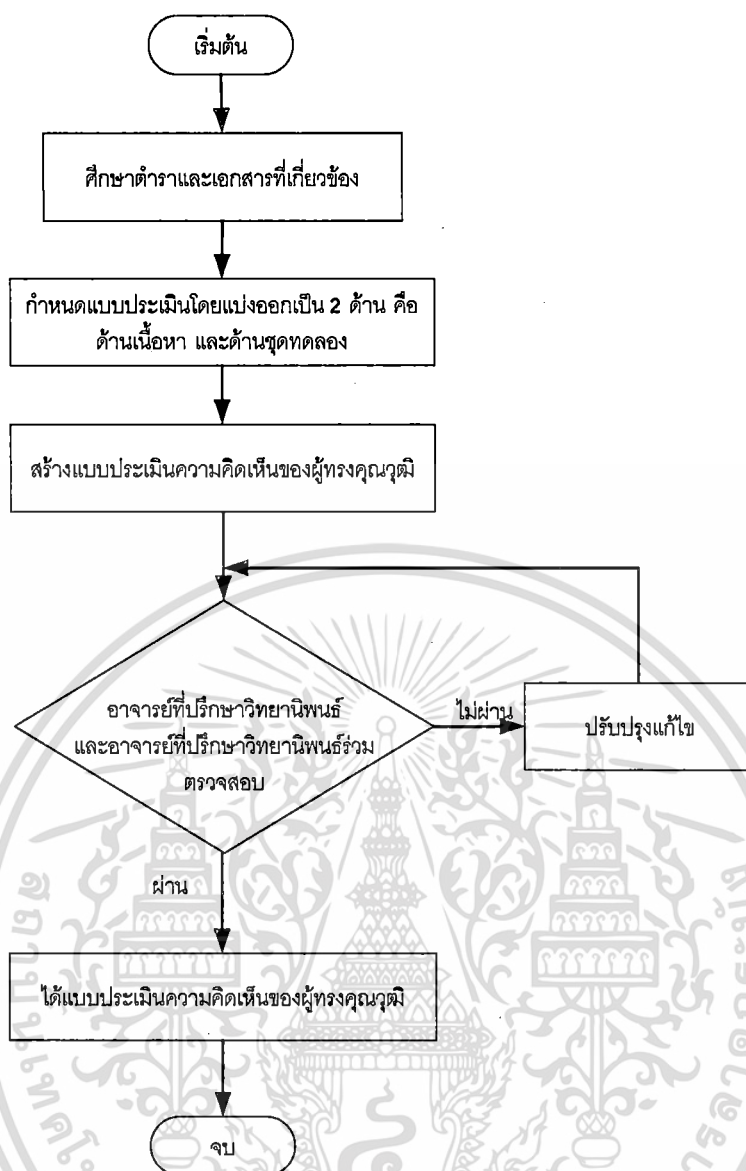 เริ่มต้น
ศึกษาตำราและเอกสารที่เกี่ยวข้อง
กำหนดแบบประเมินโดยแบ่งออกเป็น 2 ด้าน คือ
ด้านเนื้อหา และด้านชุดทดลอง
สร้างแบบประเมินความคิดเห็นของผู้ทรงคุณวุฒิ
อาจารย์ที่ปรึกษาวิทยานิพนธ์
และอาจารย์ที่ปรึกษาวิทยานิพนธ์ร่วม
ตรวจสอบ
ไม่ผ่าน
ปรับปรุงแก้ไข
ผ่าน
ได้แบบประเมินความคิดเห็นของผู้ทรงคุณวุฒิ
จบ